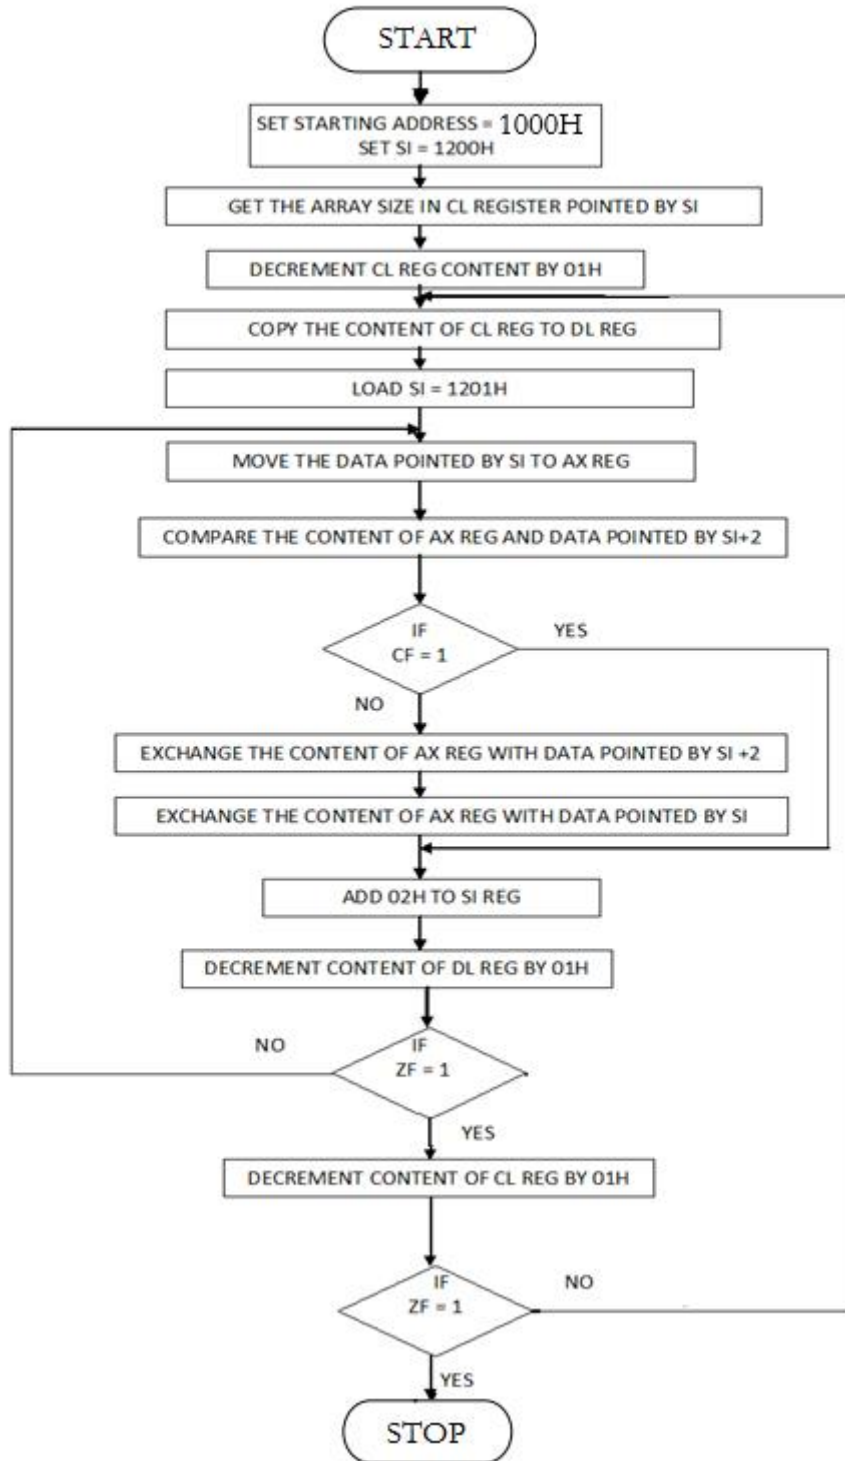 START
SET STARTING ADDRESS = 1000H
SET SI = 1200H
GET THE ARRAY SIZE IN CL REGISTER POINTED BY SI
DECREMENT CL REG CONTENT BY 01H
COPY THE CONTENT OF CL REG TO DL REG
LOAD SI = 1201H
MOVE THE DATA POINTED BY SI TO AX REG
COMPARE THE CONTENT OF AX REG AND DATA POINTED BY SI+2
IF
CF = 1
YES
NO
EXCHANGE THE CONTENT OF AX REG WITH DATA POINTED BY SI +2
EXCHANGE THE CONTENT OF AX REG WITH DATA POINTED BY SI
ADD 02H TO SI REG
DECREMENT CONTENT OF DL REG BY 01H
NO
IF
ZF = 1
YES
DECREMENT CONTENT OF CL REG BY 01H
IF
ZF = 1
NO
YES
STOP